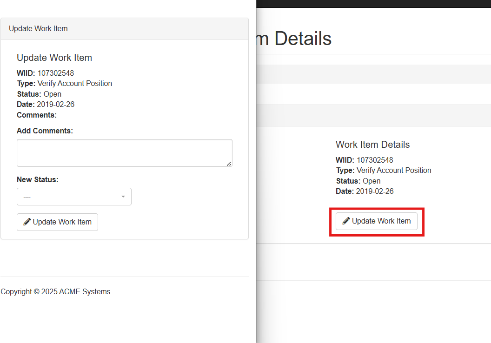 Update Work Item
Update Work Item
WIID: 107302548
Type: Verify Account Position
Status: Open
Date: 2019-02-26
Comments:
Add Comments:
New Status:
---
Update Work Item
Copyright © 2025 ACME Systems
m Details
Work Item Details
WIID: 107302548
Type: Verify Account Position
Status: Open
Date: 2019-02-26
Update Work Item